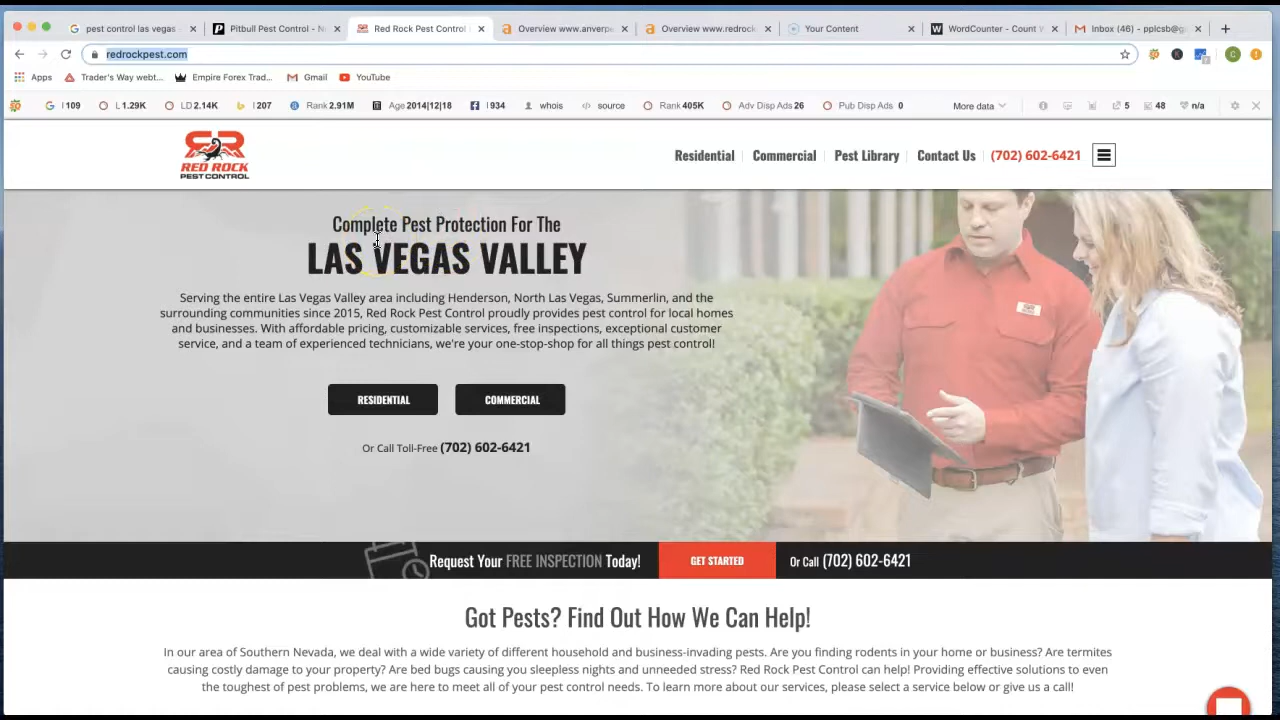 pest control las vegas
Pitbull Pest Control - N
Red Rock Pest Control
Overview www.anverpe
Overview www.redrock
Your Content
WordCounter - Count W
Inbox (46) - pplcsb@g
redrockpest.com
Apps
Trader's Way webt...
Empire Forex Trad...
Gmail
YouTube
I 109
L 1.29K
LD 2.14K
I 207
Rank 2.91M
Age 2014|12|18
I 934
whois
source
Rank 405K
Adv Disp Ads 26
Pub Disp Ads 0
More data
5
48
n/a
RED ROCK
PEST CONTROL
Residential
Commercial
Pest Library
Contact Us
(702) 602-6421
Complete Pest Protection For The
LAS VEGAS VALLEY
Serving the entire Las Vegas Valley area including Henderson, North Las Vegas, Summerlin, and the
surrounding communities since 2015, Red Rock Pest Control proudly provides pest control for local homes
and businesses. With affordable pricing, customizable services, free inspections, exceptional customer
service, and a team of experienced technicians, we're your one-stop-shop for all things pest control!
RESIDENTIAL
COMMERCIAL
Or Call Toll-Free (702) 602-6421
Request Your FREE INSPECTION Today!
GET STARTED
Or Call (702) 602-6421
Got Pests? Find Out How We Can Help!
In our area of Southern Nevada, we deal with a wide variety of different household and business-invading pests. Are you finding rodents in your home or business? Are termites
causing costly damage to your property? Are bed bugs causing you sleepless nights and unneeded stress? Red Rock Pest Control can help! Providing effective solutions to even
the toughest of pest problems, we are here to meet all of your pest control needs. To learn more about our services, please select a service below or give us a call!